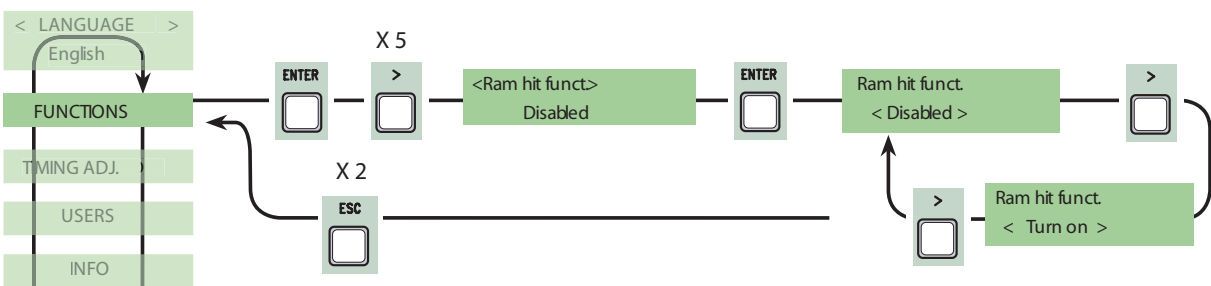 < LANGUAGE >
English
FUNCTIONS
TIMING ADJ.
USERS
INFO
ENTER
X 5
>
<Ram hit funct.>
Disabled
ENTER
Ram hit funct.
< Disabled >
>
Ram hit funct.
< Turn on >
>
X 2
ESC